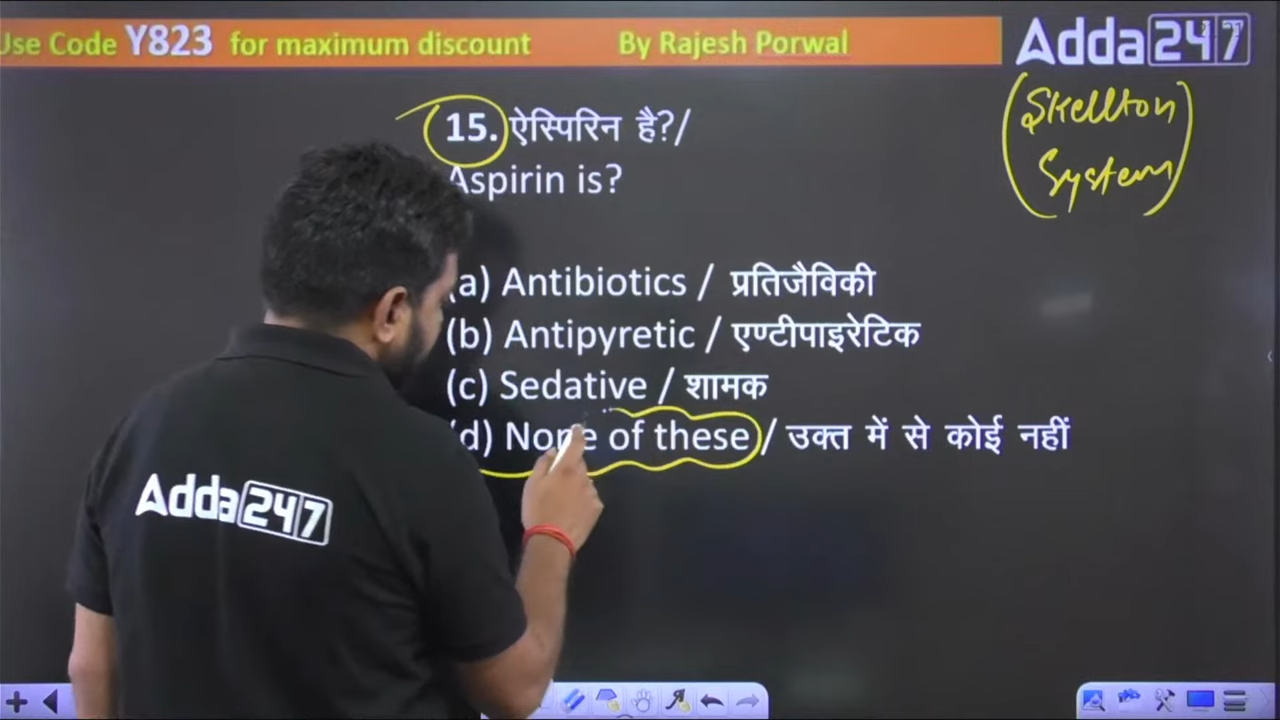 Use Code Y823 for maximum discount By Rajesh Porwal
Adda247
(Skellton
System)
15. ऐस्पिरिन है?/
Aspirin is?
(a) Antibiotics / प्रतिजैविकी
(b) Antipyretic / एण्टीपाइरेटिक
(c) Sedative / शामक
(d) None of these / उक्त में से कोई नहीं
Adda247